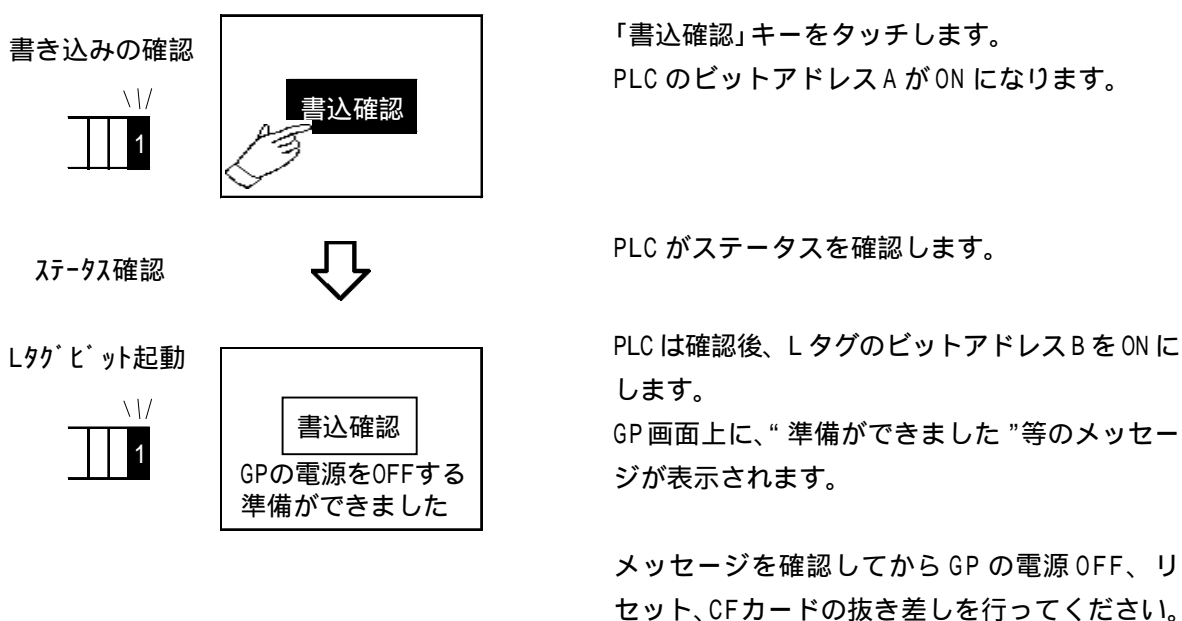 書き込みの確認
1
書込確認
「書込確認」キーをタッチします。
PLC のビットアドレス A が ON になります。
ｽﾃｰﾀｽ確認
PLC がステータスを確認します。
Lﾀｸﾞﾋﾞｯﾄ起動
1
書込確認
GPの電源をOFFする
準備ができました
PLC は確認後、L タグのビットアドレス B を ON に
します。
GP 画面上に、“ 準備ができました ”等のメッセー
ジが表示されます。
メッセージを確認してから GP の電源 OFF、リ
セット、CFカードの抜き差しを行ってください。